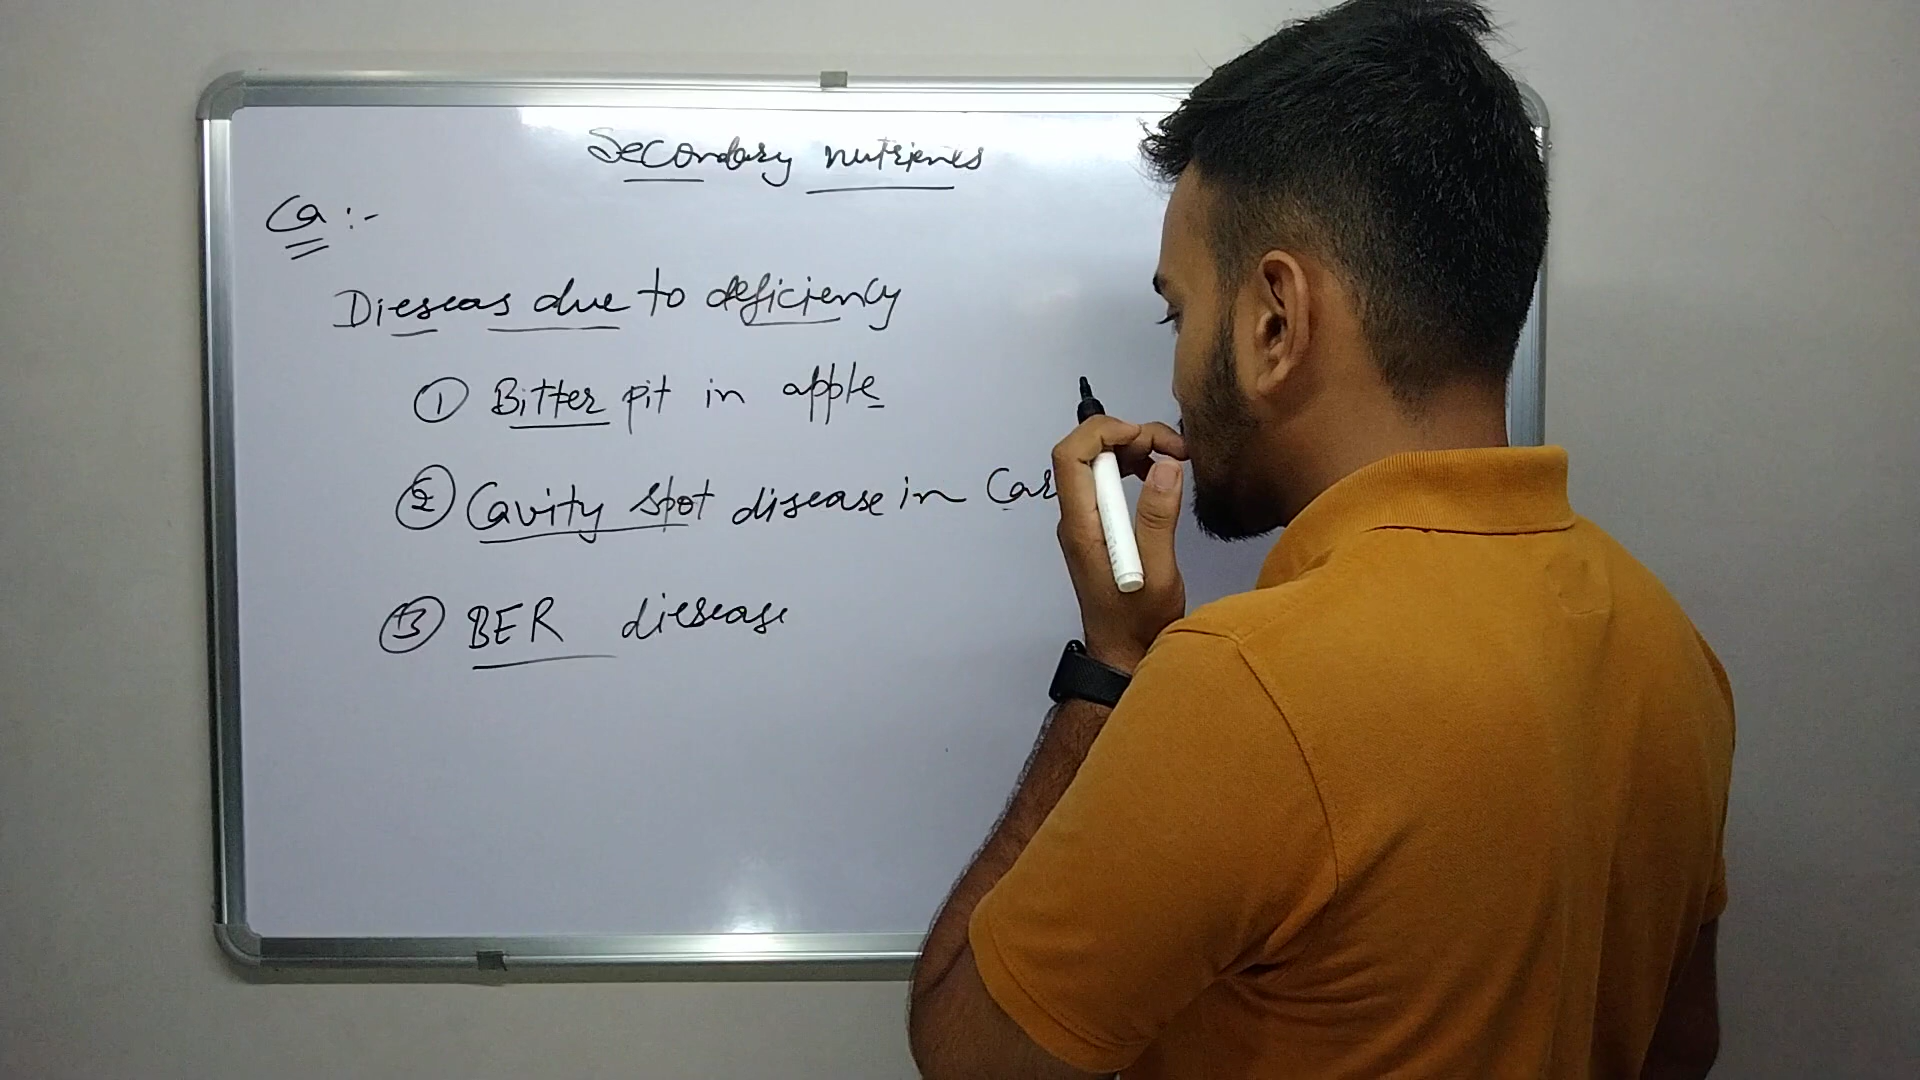 Secondary nutrients
Ca :-
Dieseas due to deficiency
① Bitter pit in apple
② Cavity spot disease in Car
③ BER diesease